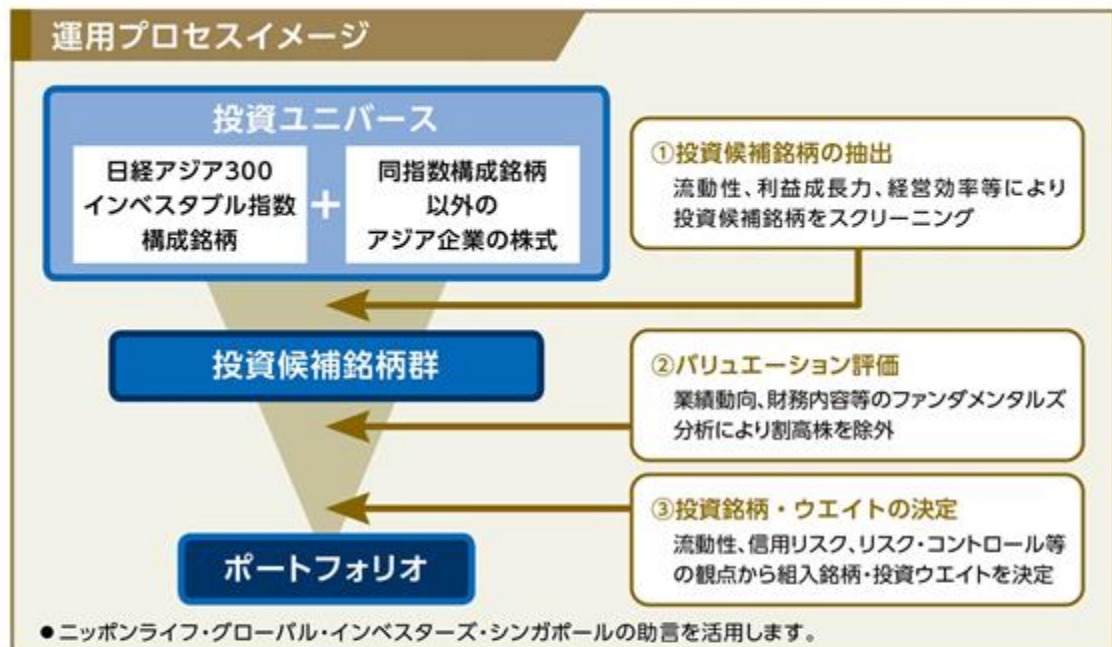 運用プロセスイメージ
投資ユニバース
日経アジア300
インベスタブル指数
構成銘柄
+
同指数構成銘柄
以外の
アジア企業の株式
①投資候補銘柄の抽出
流動性、利益成長力、経営効率等により
投資候補銘柄をスクリーニング
投資候補銘柄群
②バリュエーション評価
業績動向、財務内容等のファンダメンタルズ
分析により割高株を除外
③投資銘柄・ウエイトの決定
流動性、信用リスク、リスク・コントロール等
の観点から組入銘柄・投資ウエイトを決定
ポートフォリオ
●ニッポンライフ・グローバル・インベスターズ・シンガポールの助言を活用します。